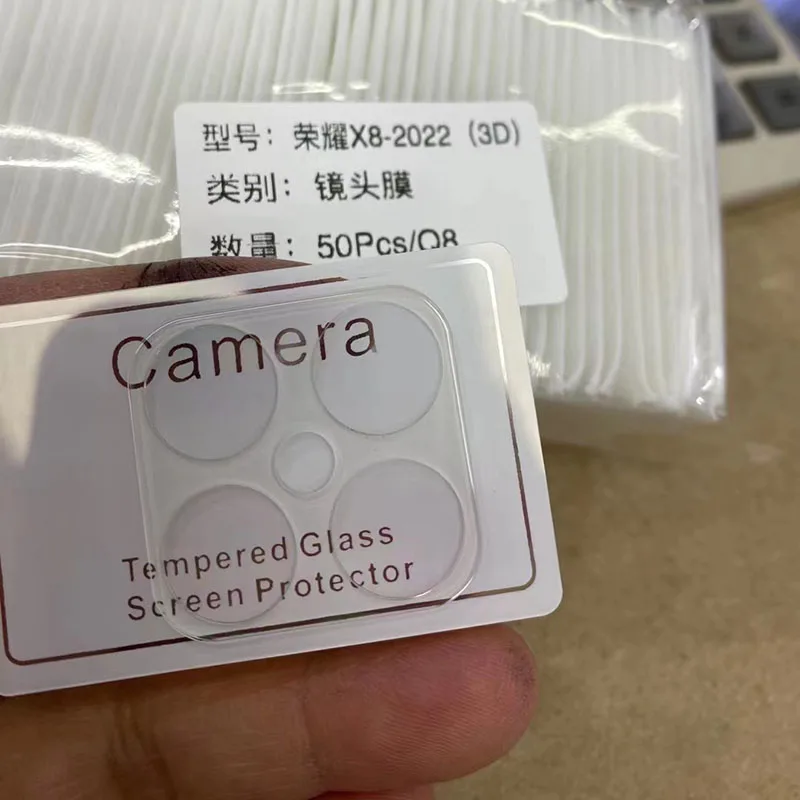 型号：荣耀X8-2022（3D）
类别：镜头膜
数量：50Pcs/Q8
Camera
Tempered Glass
Screen Protector